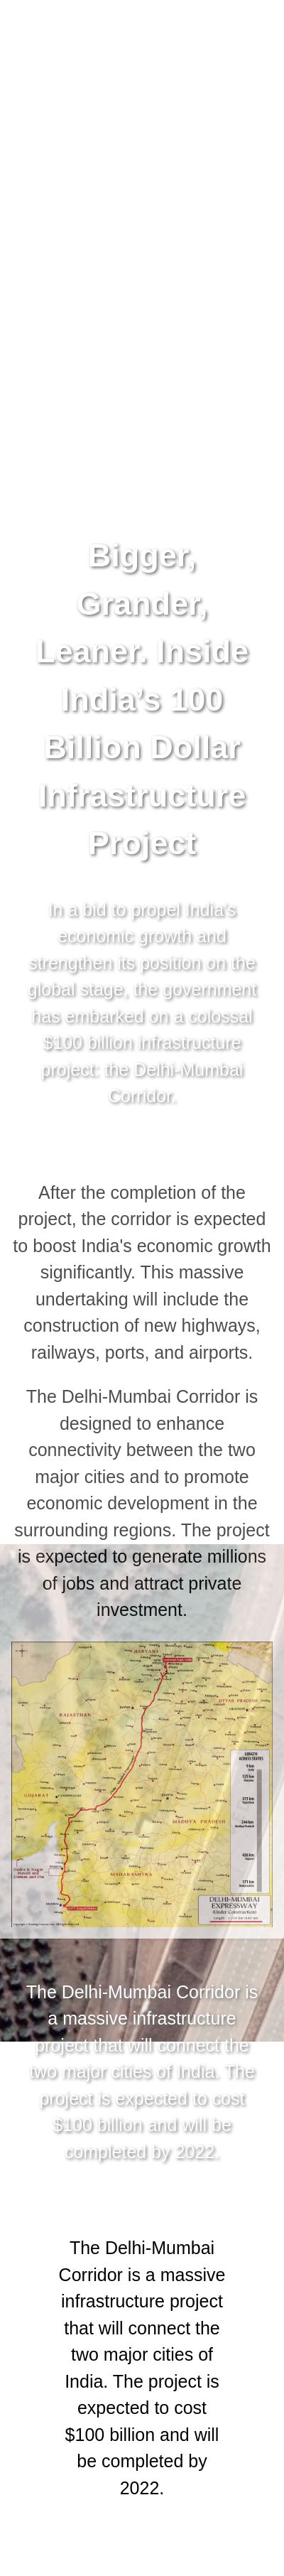 Bigger,
Grander,
Leaner. Inside
India's 100
Billion Dollar
Infrastructure
Project
In a bid to propel India's
economic growth and
strengthen its position on the
global stage, the government
has embarked on a colossal
$100 billion infrastructure
project: the Delhi-Mumbai
Corridor.
After the completion of the
project, the corridor is expected
to boost India's economic growth
significantly. This massive
undertaking will include the
construction of new highways,
railways, ports, and airports.
The Delhi-Mumbai Corridor is
designed to enhance
connectivity between the two
major cities and to promote
economic development in the
surrounding regions. The project
is expected to generate millions
of jobs and attract private
investment.
HARYANA
UTTAR PRADESH
RAJASTHAN
LENGTH
ACROSS STATES
GUJARAT
MADHYA PRADESH
MAHARASHTRA
DELHI-MUMBAI
EXPRESSWAY
(Under Construction)
The Delhi-Mumbai Corridor is
a massive infrastructure
project that will connect the
two major cities of India. The
project is expected to cost
$100 billion and will be
completed by 2022.
The Delhi-Mumbai
Corridor is a massive
infrastructure project
that will connect the
two major cities of
India. The project is
expected to cost
$100 billion and will
be completed by
2022.